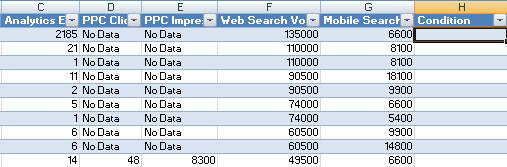 C D E F G H
Analytics E PPC Clic PPC Impres Web Search Vo Mobile Search Condition
2185 No Data No Data 135000 6600
21 No Data No Data 110000 8100
1 No Data No Data 110000 8100
11 No Data No Data 90500 18100
2 No Data No Data 90500 9900
5 No Data No Data 74000 6600
1 No Data No Data 74000 5400
6 No Data No Data 60500 9900
6 No Data No Data 60500 14800
14 48 8300 49500 6600